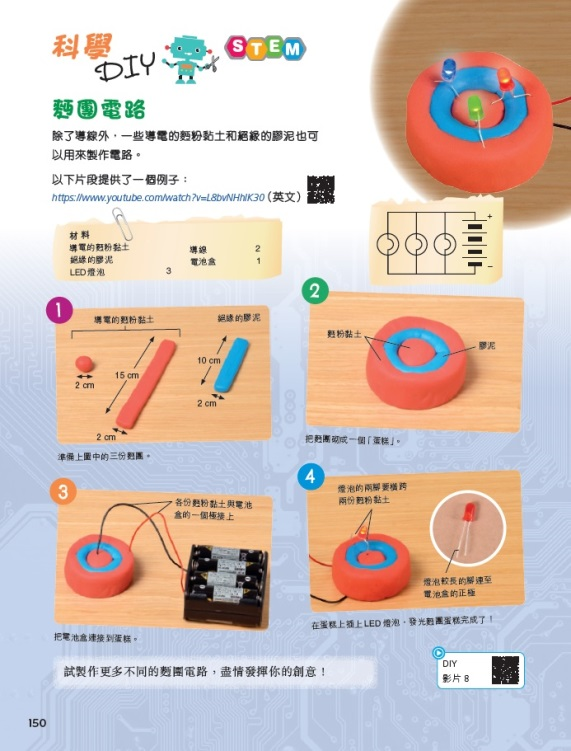 科學
DIY
STEM
麪團電路
除了導線外，一些導電的麪粉黏土和絕緣的膠泥也可
以用來製作電路。
以下片段提供了一個例子：
https://www.youtube.com/watch?v=L8bvNHhIK30（英文）
材料
導電的麪粉黏土
絕緣的膠泥
LED 燈泡 3
導線 2
電池盒 1
+
–
1
導電的麪粉黏土
絕緣的膠泥
2 cm
15 cm
2 cm
10 cm
2 cm
準備上圖中的三份麪團。
2
麪粉黏土
膠泥
把麪團砌成一個「蛋糕」。
3
各份麪粉黏土與電池
盒的一個極接上
把電池盒連接到蛋糕。
4
燈泡的兩腳要橫跨
兩份麪粉黏土
燈泡較長的腳連至
電池盒的正極
在蛋糕上插上 LED 燈泡，發光麪團蛋糕完成了！
試製作更多不同的麪團電路，盡情發揮你的創意！
DIY
影片 8
150